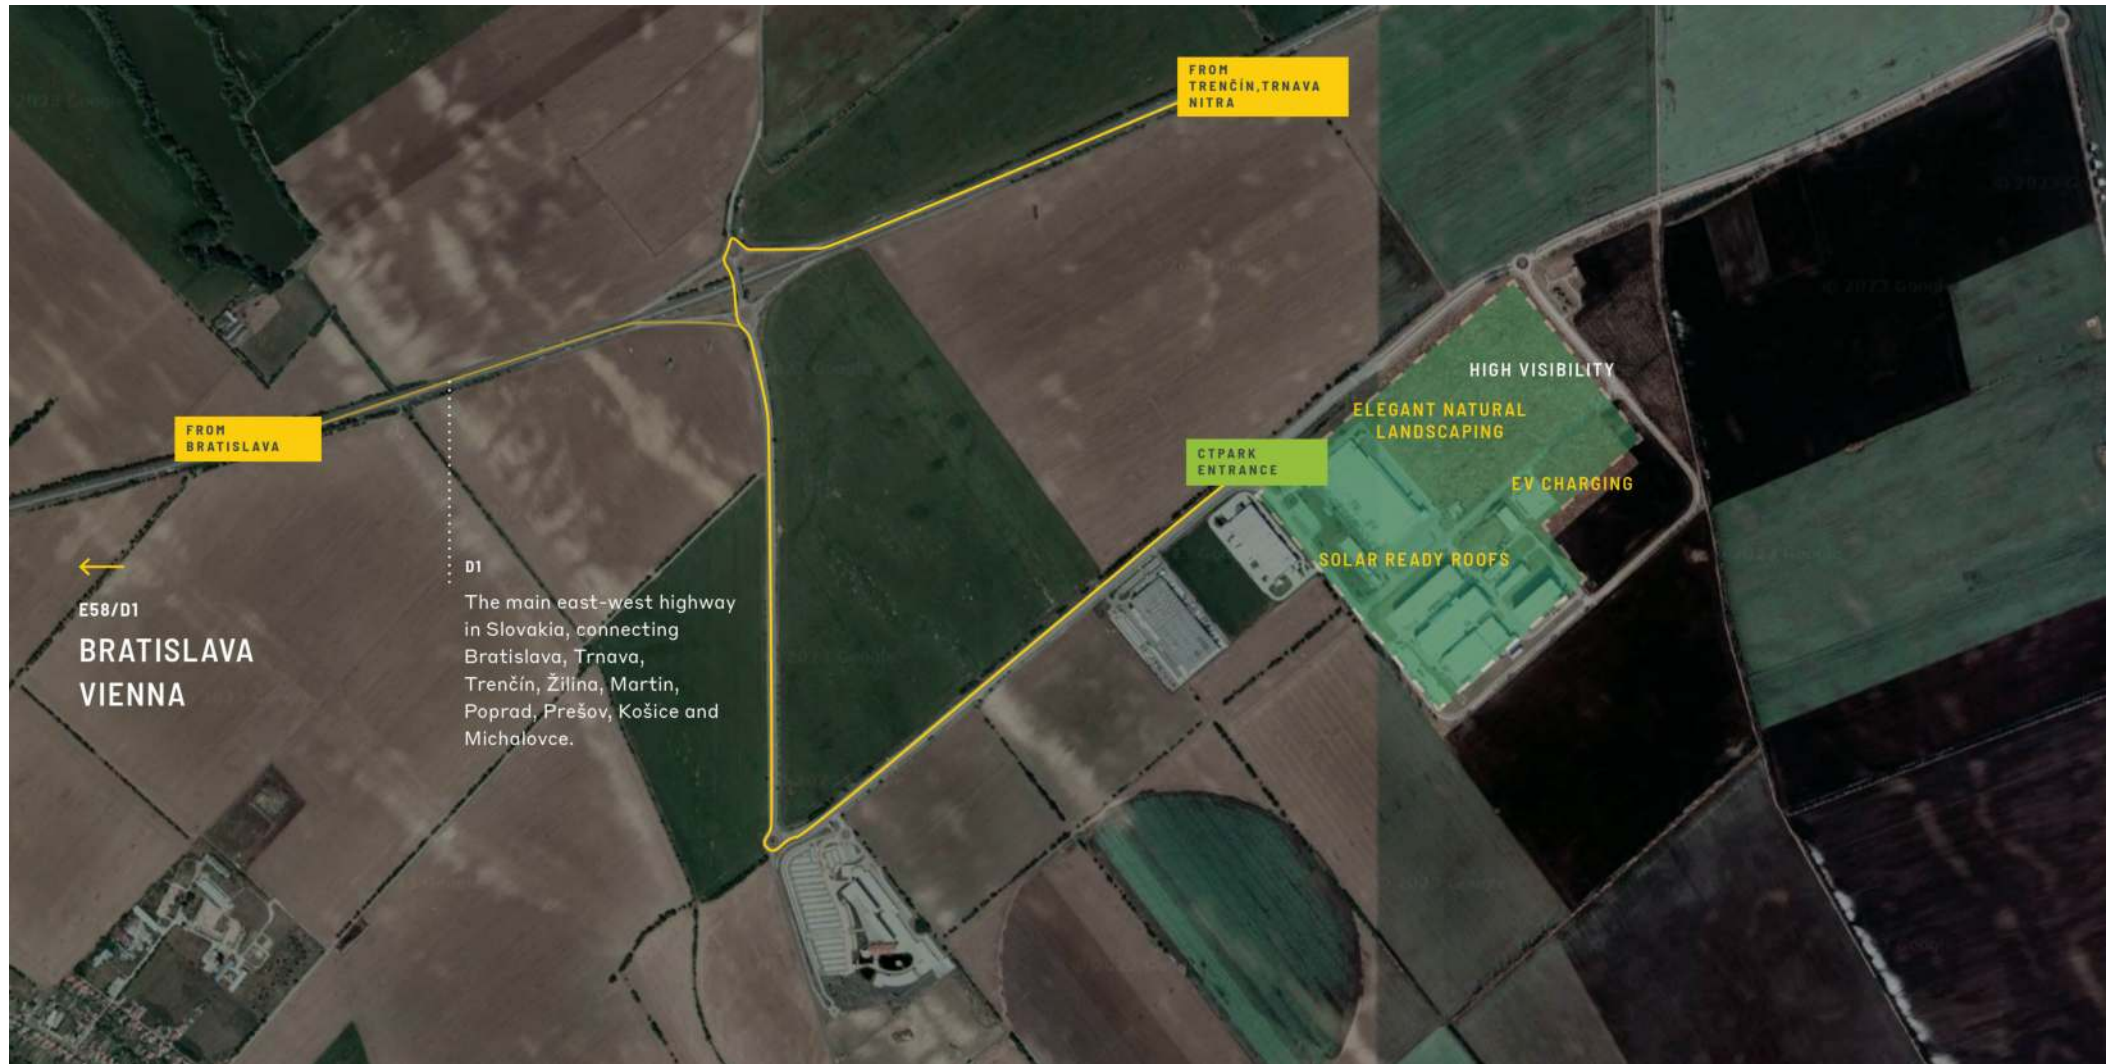 FROM
TRENČÍN,TRNAVA
NITRA
HIGH VISIBILITY
ELEGANT NATURAL
LANDSCAPING
FROM
BRATISLAVA
CTPARK
ENTRANCE
EV CHARGING
SOLAR READY ROOFS
E58/D1
BRATISLAVA
VIENNA
D1
The main east-west highway
in Slovakia, connecting
Bratislava, Trnava,
Trenčín, Žilina, Martin,
Poprad, Prešov, Košice and
Michalovce.